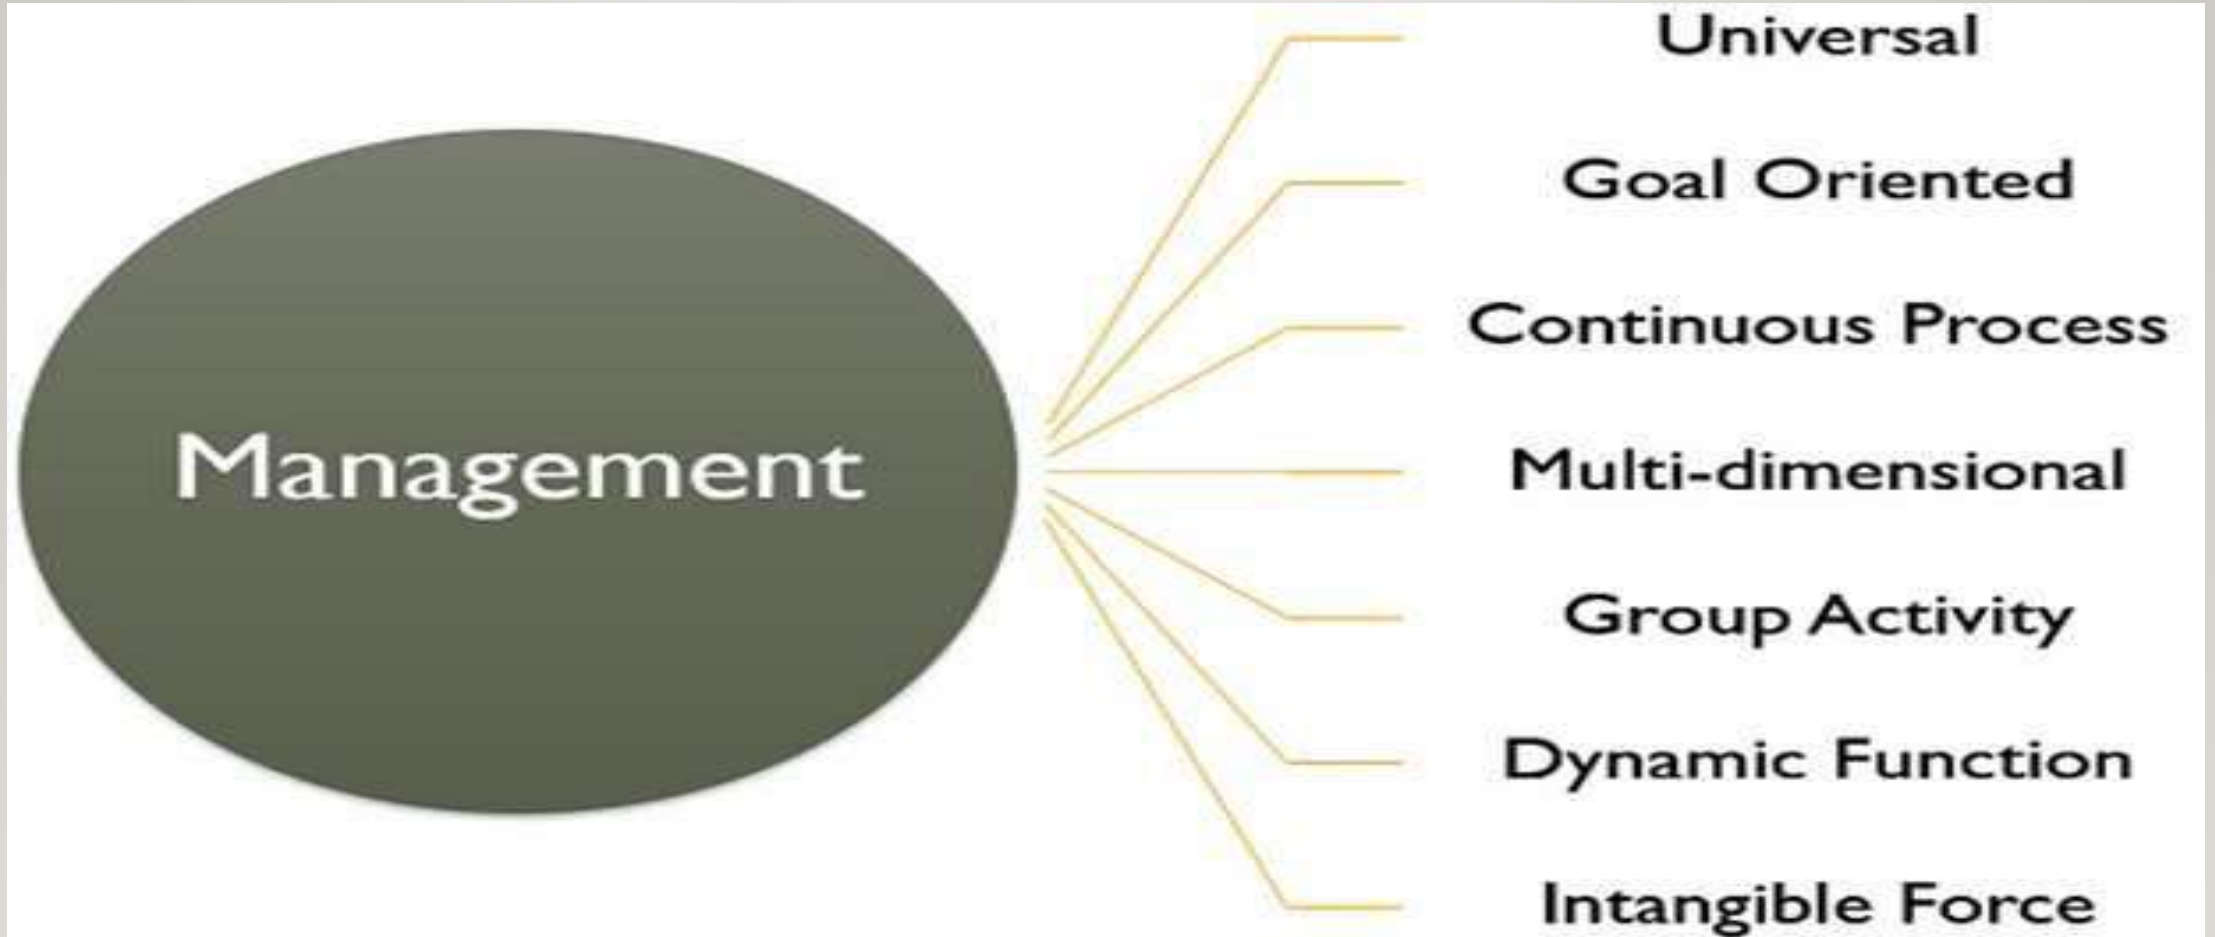 Management
Universal
Goal Oriented
Continuous Process
Multi-dimensional
Group Activity
Dynamic Function
Intangible Force